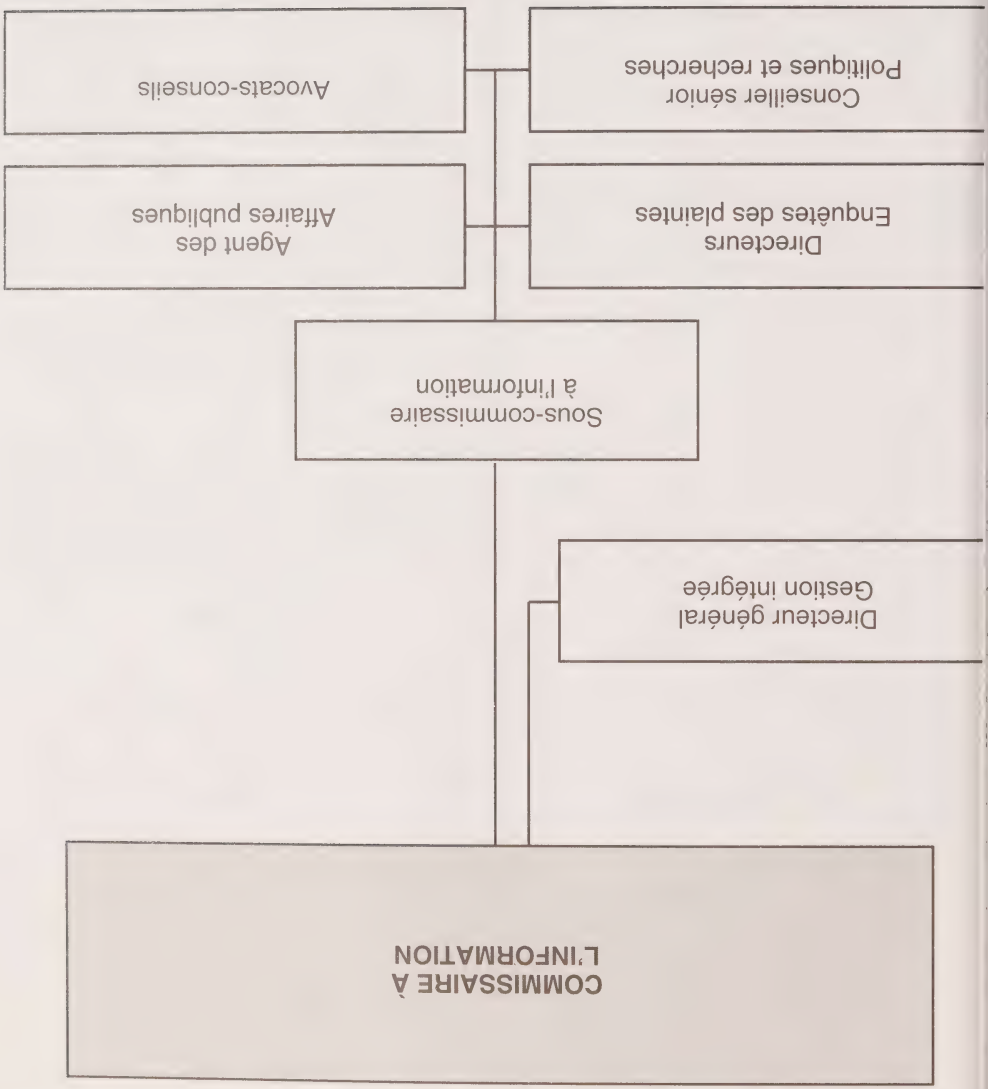 COMMISSAIRE À
L'INFORMATION
Directeur général
Gestion intégrée
Sous-commissaire
à l'information
Directeurs
Enquêtes des plaintes
Agent des
Affaires publiques
Conseiller sénior
Politiques et recherches
Avocats-conseils